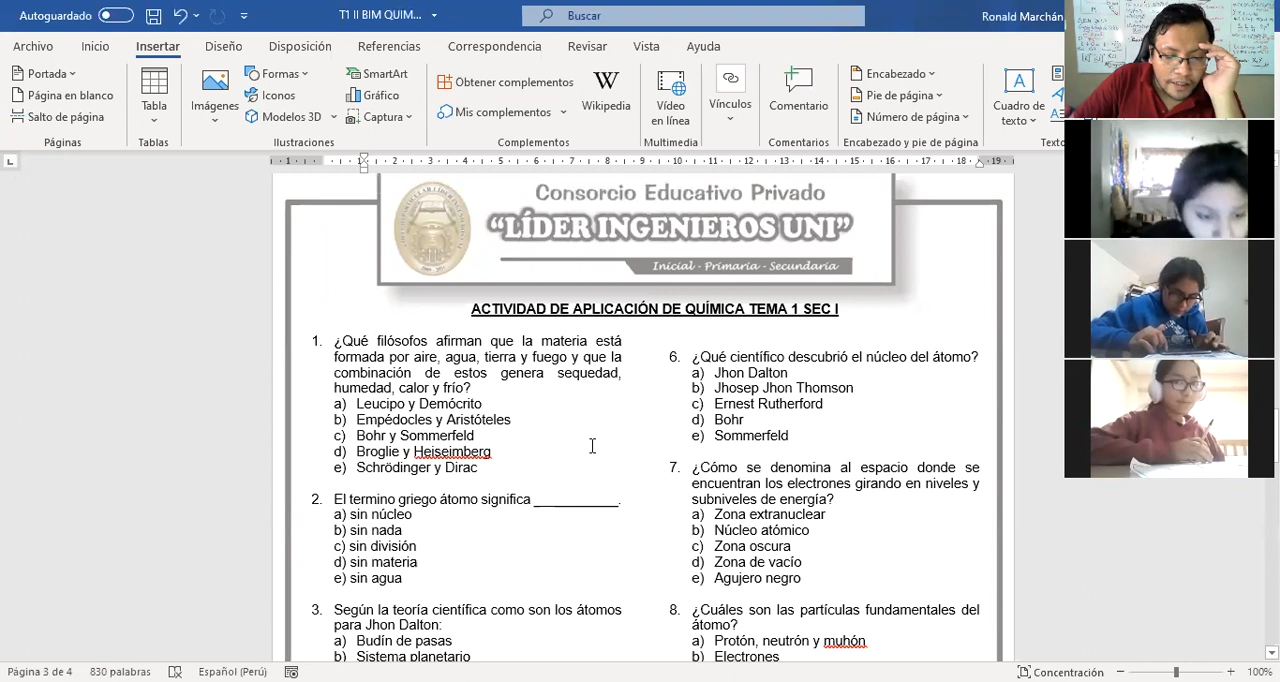 Autoguardado
T1 II BIM QUIM...
Buscar
Ronald Marchán
Archivo
Inicio
Insertar
Diseño
Disposición
Referencias
Correspondencia
Revisar
Vista
Ayuda
Portada
Página en blanco
Salto de página
Páginas
Tabla
Tablas
Imágenes
Formas
Iconos
Modelos 3D
SmartArt
Gráfico
Captura
Ilustraciones
Obtener complementos
Mis complementos
Wikipedia
Complementos
Vídeo
en línea
Multimedia
Vínculos
Comentario
Comentarios
Encabezado
Pie de página
Número de página
Encabezado y pie de página
Cuadro de
texto
Consorcio Educativo Privado
“LÍDER INGENIEROS UNI”
Inicial - Primaria - Secundaria
ACTIVIDAD DE APLICACIÓN DE QUÍMICA TEMA 1 SEC I
1. ¿Qué filósofos afirman que la materia está
formada por aire, agua, tierra y fuego y que la
combinación de estos genera sequedad,
humedad, calor y frío?
a) Leucipo y Demócrito
b) Empédocles y Aristóteles
c) Bohr y Sommerfeld
d) Broglie y Heiseimberg
e) Schrödinger y Dirac
2. El termino griego átomo significa ___________.
a) sin núcleo
b) sin nada
c) sin división
d) sin materia
e) sin agua
3. Según la teoría científica como son los átomos
para Jhon Dalton:
a) Budín de pasas
b) Sistema planetario
6. ¿Qué científico descubrió el núcleo del átomo?
a) Jhon Dalton
b) Jhosep Jhon Thomson
c) Ernest Rutherford
d) Bohr
e) Sommerfeld
7. ¿Cómo se denomina al espacio donde se
encuentran los electrones girando en niveles y
subniveles de energía?
a) Zona extranuclear
b) Núcleo atómico
c) Zona oscura
d) Zona de vacío
e) Agujero negro
8. ¿Cuáles son las partículas fundamentales del
átomo?
a) Protón, neutrón y muhón
b) Electrones
Página 3 de 4
830 palabras
Español (Perú)
Concentración
100%